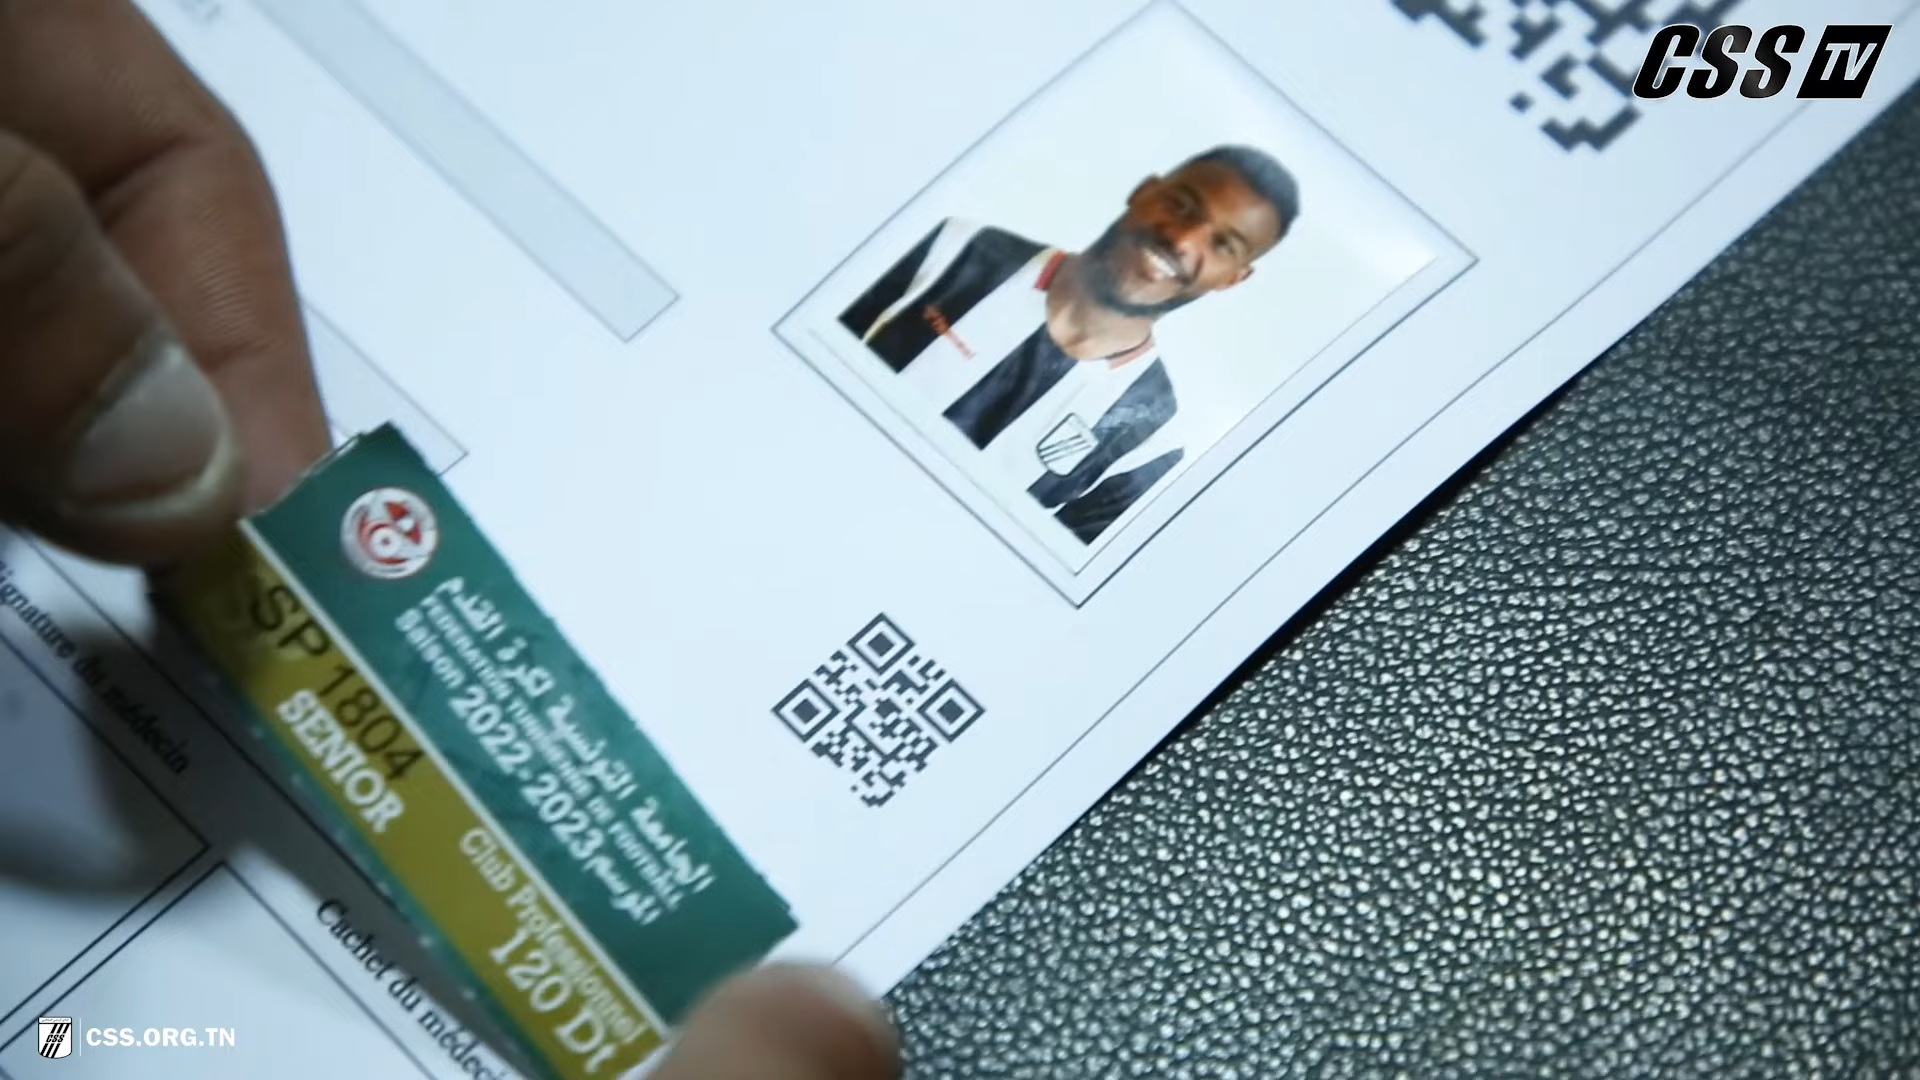 CSS TV
الجامعة التونسية لكرة القدم
FEDERATION TUNISIENNE DE FOOTBALL
Saison 2022-2023 الموسم
SP 1804
SENIOR
Club Professionnel
120 Dt
Signature du médecin
Cachet du médecin
CSS
CSS.ORG.TN